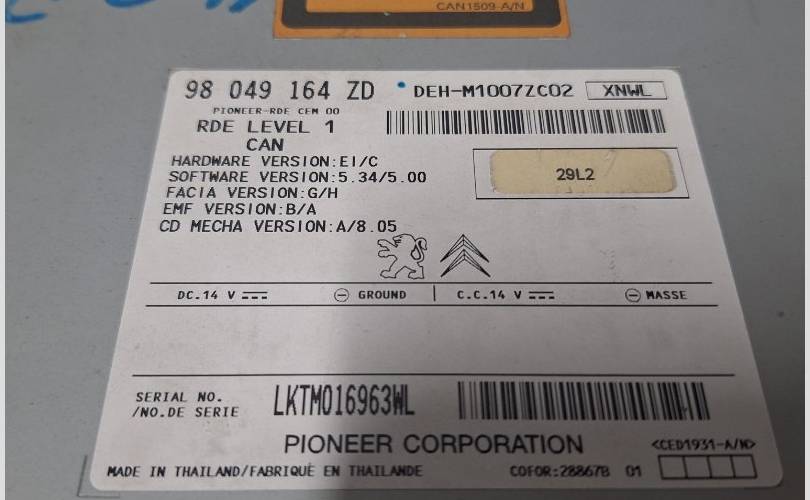 CAN1509-A/N
98 049 164 ZD DEH-M1007ZC02 XNWL
PIONEER-RDE CEM 00
RDE LEVEL 1
CAN
HARDWARE VERSION:EI/C
SOFTWARE VERSION:5.34/5.00
29L2
FACIA VERSION:G/H
EMF VERSION:B/A
CD MECHA VERSION:A/8.05
DC.14 V GROUND C.C.14 V MASSE
SERIAL NO.
/NO.DE SERIE LKTM016963WL
PIONEER CORPORATION <CED1931-A/N>
MADE IN THAILAND/FABRIQUÉ EN THAILANDE COFOR:28867B 01